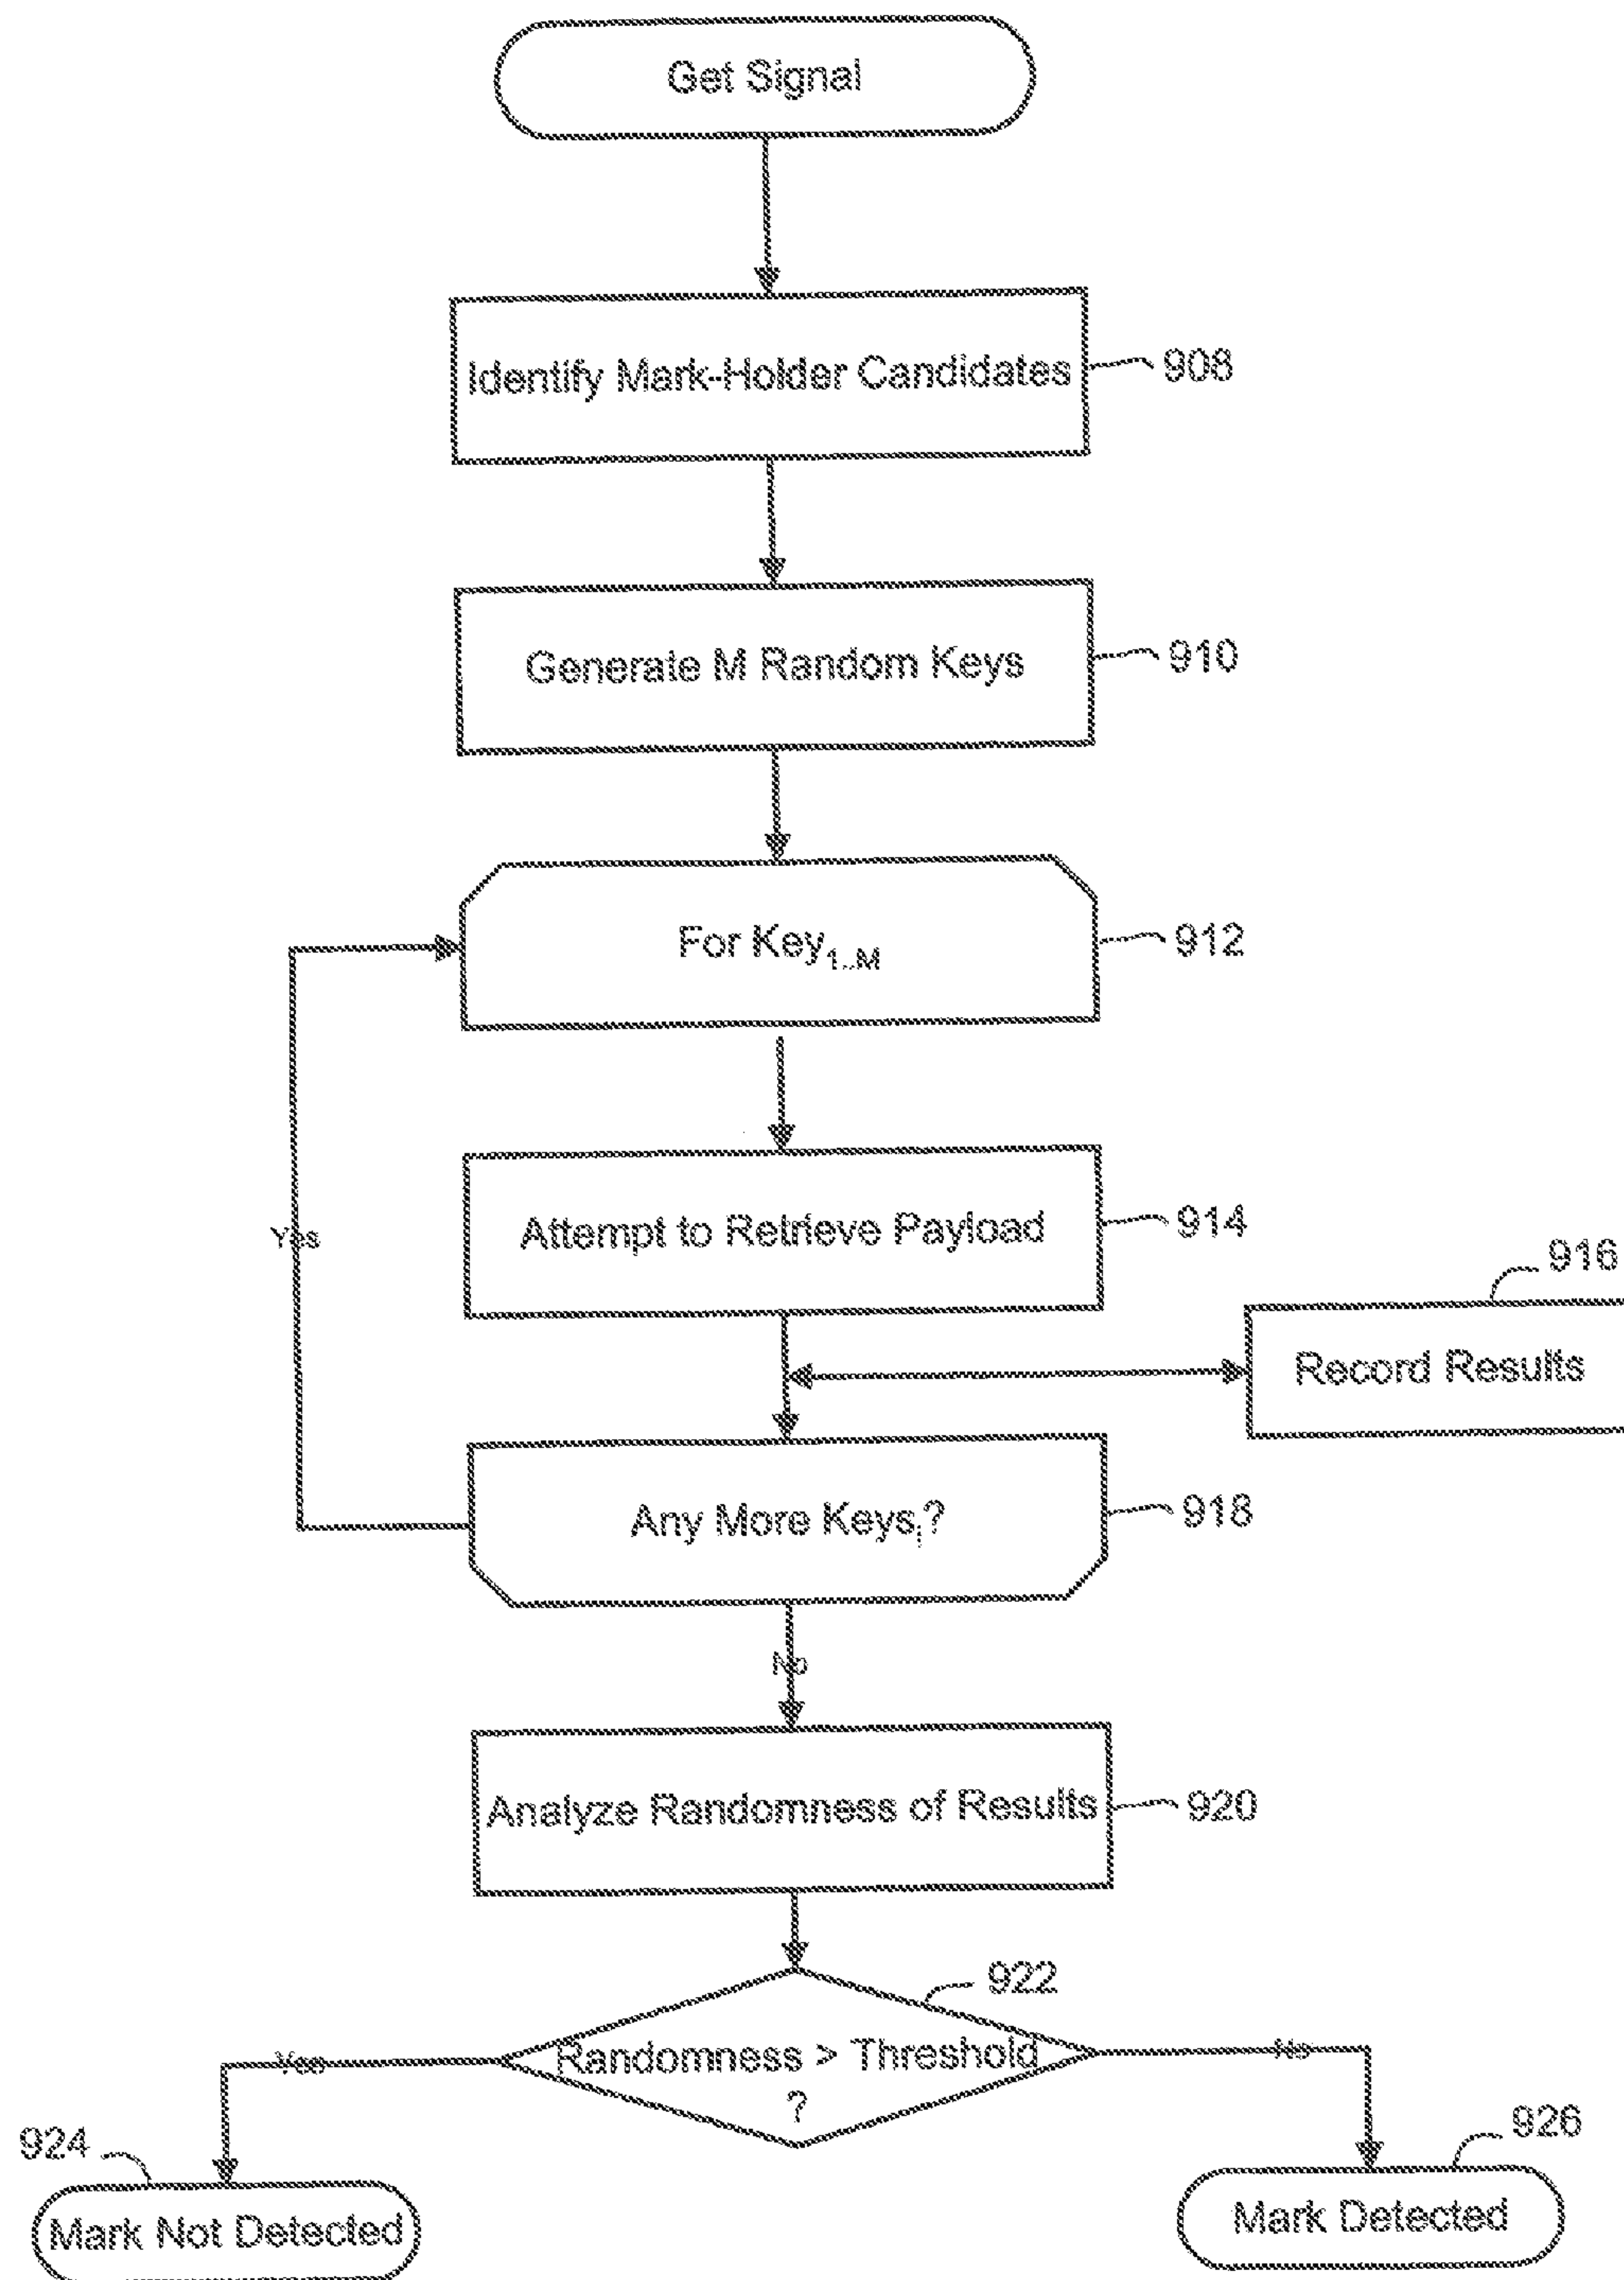 Get Signal
Identify Mark-Holder Candidates
908
Generate M Random Keys
910
For Key1..M
912
Attempt to Retrieve Payload
914
916
Record Results
Yes
Any More Keysi?
918
No
Analyze Randomness of Results
920
922
Randomness > Threshold
?
Yes
No
924
Mark Not Detected
926
Mark Detected